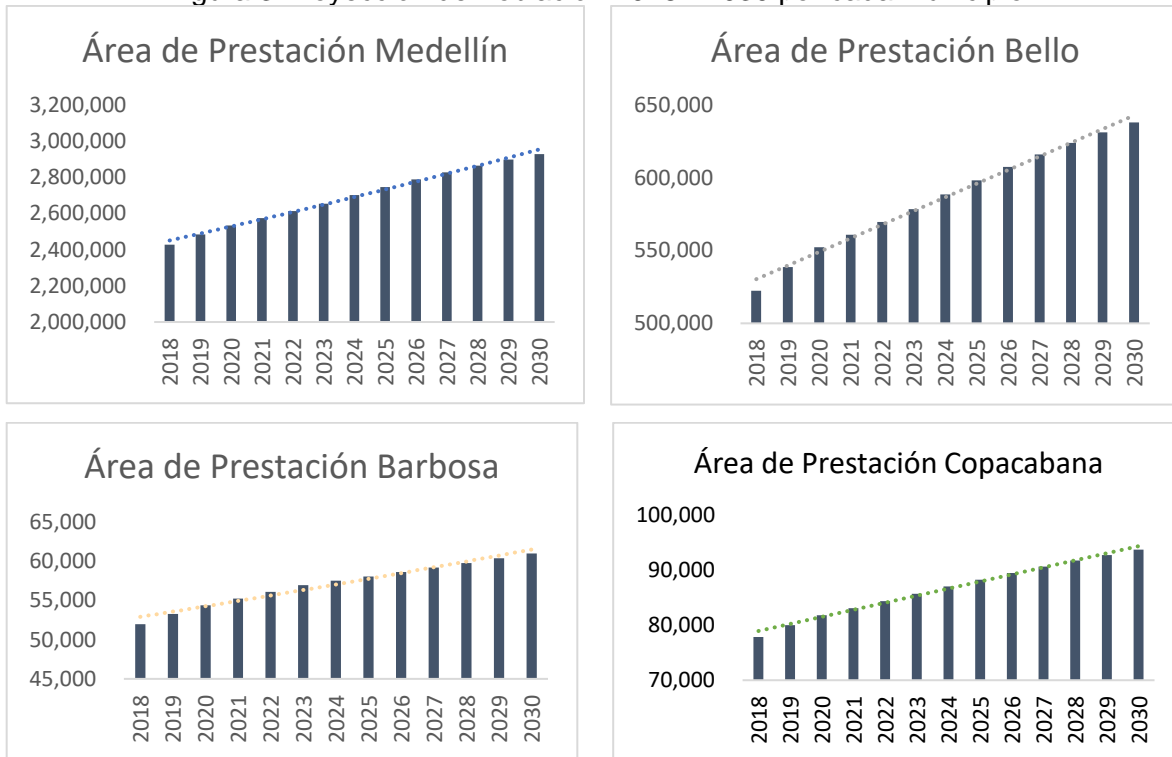 Proyección de Población por cada municipio
Área de Prestación Medellín
3,200,000
3,000,000
2,800,000
2,600,000
2,400,000
2,200,000
2,000,000
2018 2019 2020 2021 2022 2023 2024 2025 2026 2027 2028 2029 2030
Área de Prestación Bello
650,000
600,000
550,000
500,000
2018 2019 2020 2021 2022 2023 2024 2025 2026 2027 2028 2029 2030
Área de Prestación Barbosa
65,000
60,000
55,000
50,000
45,000
2018 2019 2020 2021 2022 2023 2024 2025 2026 2027 2028 2029 2030
Área de Prestación Copacabana
100,000
90,000
80,000
70,000
2018 2019 2020 2021 2022 2023 2024 2025 2026 2027 2028 2029 2030